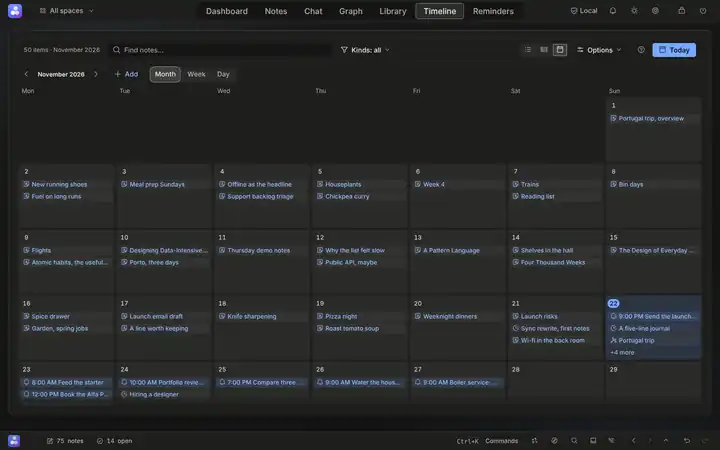 All spaces
Dashboard Notes Chat Graph Library Timeline Reminders
Local
50 items · November 2026
Find notes...
Kinds: all
Options
Today
November 2026
Add
Month Week Day
Mon Tue Wed Thu Fri Sat Sun
1
Portugal trip, overview
2 3 4 5 6 7 8
New running shoes
Fuel on long runs
Meal prep Sundays
Offline as the headline
Support backlog triage
Houseplants
Chickpea curry
Week 4
Trains
Reading list
Bin days
9 10 11 12 13 14 15
Flights
Atomic habits, the useful...
Designing Data-Intensive...
Porto, three days
Thursday demo notes
Why the list felt slow
Public API, maybe
A Pattern Language
Shelves in the hall
Four Thousand Weeks
The Design of Everyday ...
16 17 18 19 20 21 22
Spice drawer
Garden, spring jobs
Launch email draft
A line worth keeping
Knife sharpening
Pizza night
Roast tomato soup
Weeknight dinners
Launch risks
Sync rewrite, first notes
Wi-fi in the back room
9:00 PM Send the launch...
A five-line journal
Portugal trip
+4 more
23 24 25 26 27 28 29
8:00 AM Feed the starter
12:00 PM Book the Alfa P...
10:00 AM Portfolio revie...
Hiring a designer
7:00 PM Compare three ...
9:00 AM Water the hous...
9:00 AM Boiler service...
75 notes
14 open
Ctrl+K Commands